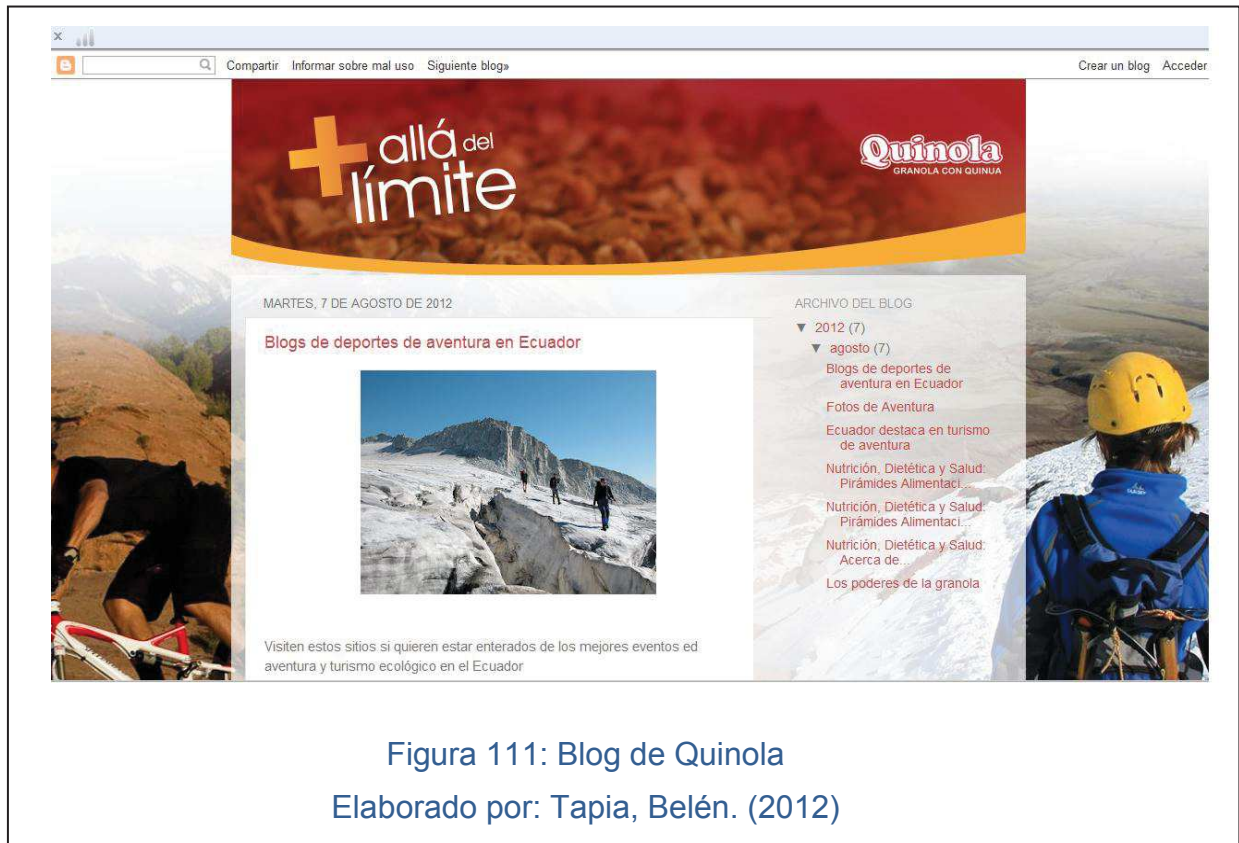 x
Compartir Informar sobre mal uso Siguiente blog»
Crear un blog Acceder
+ allá del
límite
Quinola
GRANOLA CON QUINUA
MARTES, 7 DE AGOSTO DE 2012
Blogs de deportes de aventura en Ecuador
Visiten estos sitios si quieren estar enterados de los mejores eventos ed
aventura y turismo ecológico en el Ecuador
ARCHIVO DEL BLOG
▼ 2012 (7)
▼ agosto (7)
Blogs de deportes de
aventura en Ecuador
Fotos de Aventura
Ecuador destaca en turismo
de aventura
Nutrición, Dietética y Salud:
Pirámides Alimentaci...
Nutrición, Dietética y Salud:
Pirámides Alimentaci...
Nutrición, Dietética y Salud:
Acerca de...
Los poderes de la granola
Figura 111: Blog de Quinola
Elaborado por: Tapia, Belén. (2012)